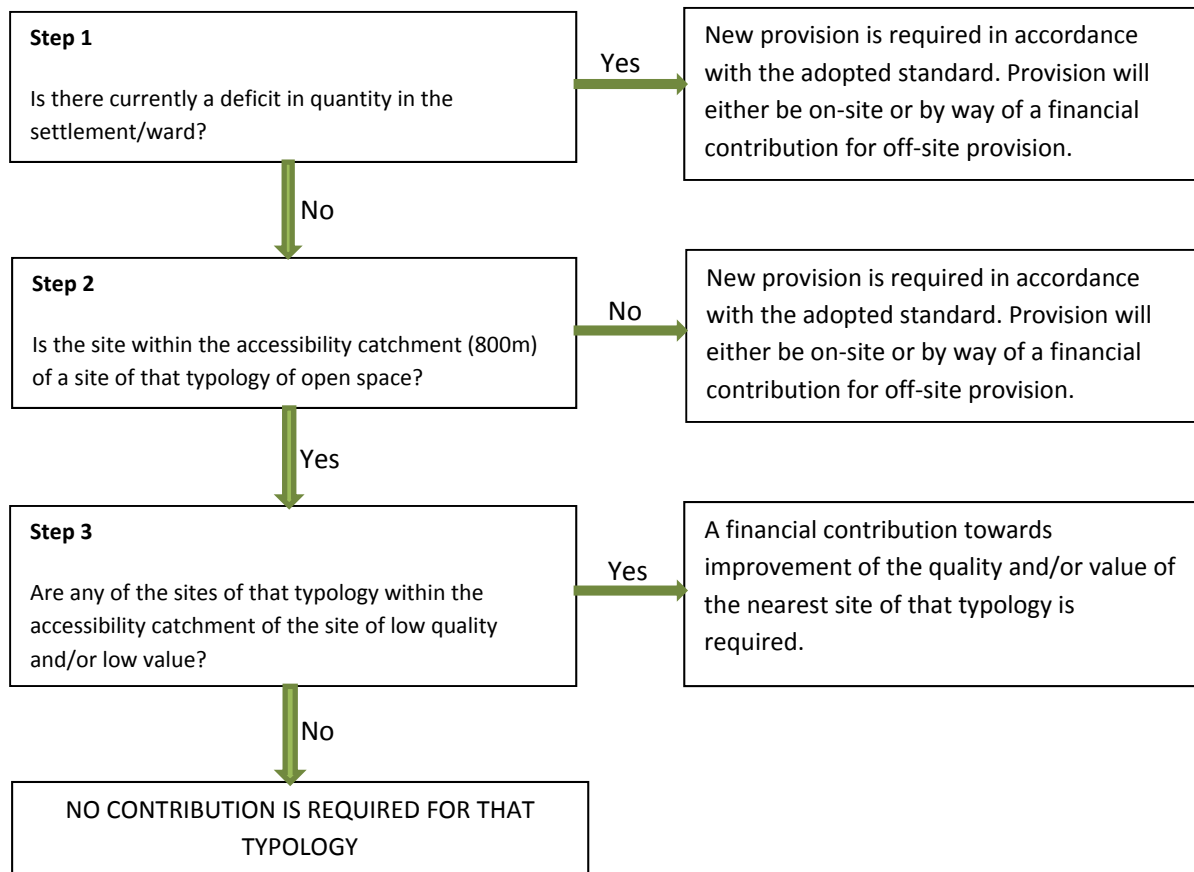 Step 1
Is there currently a deficit in quantity in the
settlement/ward?
Yes
New provision is required in accordance
with the adopted standard. Provision will
either be on-site or by way of a financial
contribution for off-site provision.
No
Step 2
Is the site within the accessibility catchment (800m)
of a site of that typology of open space?
No
New provision is required in accordance
with the adopted standard. Provision will
either be on-site or by way of a financial
contribution for off-site provision.
Yes
Step 3
Are any of the sites of that typology within the
accessibility catchment of the site of low quality
and/or low value?
Yes
A financial contribution towards
improvement of the quality and/or value of
the nearest site of that typology is
required.
No
NO CONTRIBUTION IS REQUIRED FOR THAT
TYPOLOGY